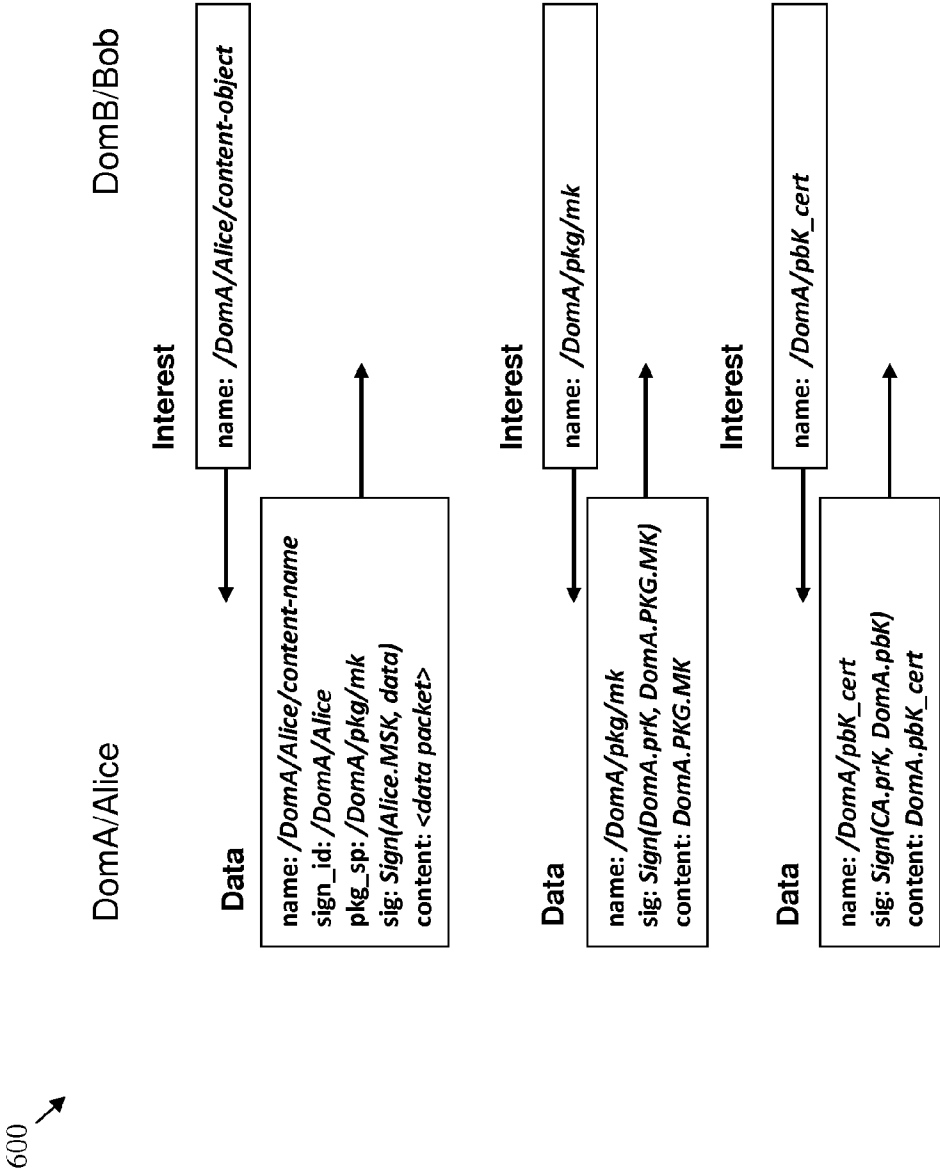 600
DomA/Alice
DomB/Bob
Interest
name: /DomA/Alice/content-object
Data
name: /DomA/Alice/content-name
sign_id: /DomA/Alice
pkg_sp: /DomA/pkg/mk
sig: Sign(Alice.MSK, data)
content: <data packet>
Interest
name: /DomA/pkg/mk
Data
name: /DomA/pkg/mk
sig: Sign(DomA.prK, DomA.PKG.MK)
content: DomA.PKG.MK
Interest
name: /DomA/pbK_cert
Data
name: /DomA/pbK_cert
sig: Sign(CA.prK, DomA.pbK)
content: DomA.pbK_cert